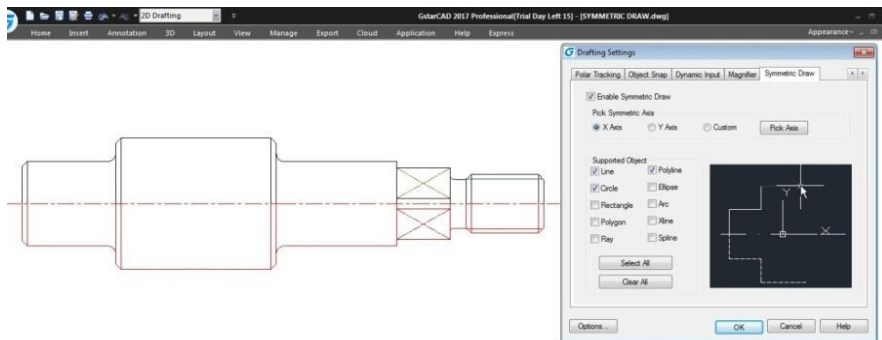 2D Drafting
GstarCAD 2017 Professional[Trial Day Left 15] - [SYMMETRIC DRAW.dwg]
Home Insert Annotation 3D Layout View Manage Export Cloud Application Help Express
Appearance
Drafting Settings
Polar Tracking Object Snap Dynamic Input Magnifier Symmetric Draw
Enable Symmetric Draw
Pick Symmetric Axis
X Axis Y Axis Custom Pick Axis
Supported Object
Line Polyline
Circle Ellipse
Rectangle Arc
Polygon Xline
Ray Spline
Select All
Clear All
Y
X
Options... OK Cancel Help